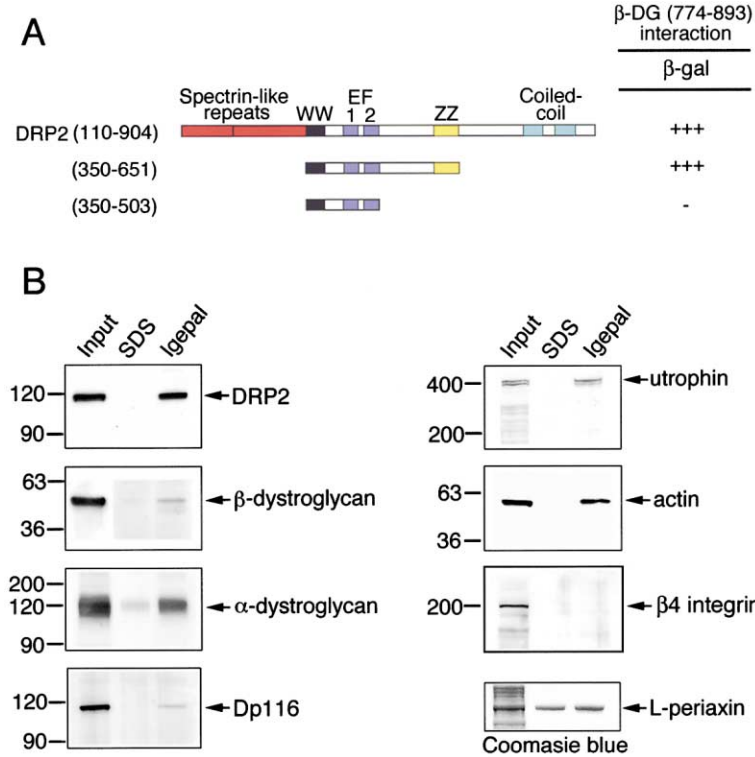 A
β-DG (774-893)
interaction
β-gal
Spectrin-like
repeats
WW
EF
1 2
ZZ
Coiled-
coil
DRP2 (110-904)
+++
(350-651)
+++
(350-503)
-
B
Input
SDS
Igepal
120
90
DRP2
63
36
β-dystroglycan
200
120
90
α-dystroglycan
120
90
Dp116
Input
SDS
Igepal
400
200
utrophin
63
36
actin
200
β4 integrin
L-periaxin
Coomasie blue